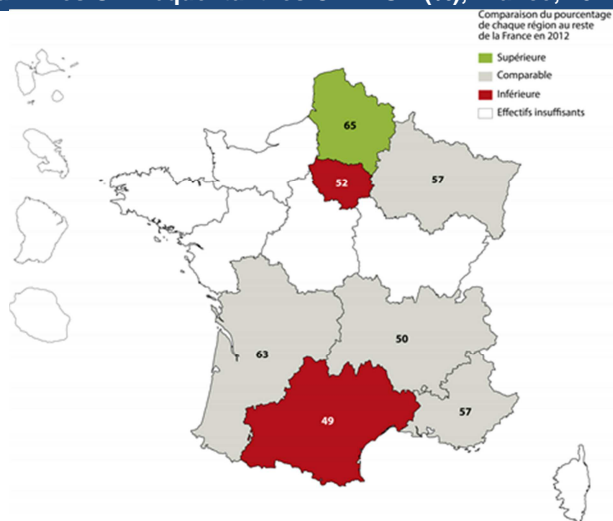 Comparaison du pourcentage
de chaque région au reste
de la France en 2012
Supérieure
Comparable
Inférieure
Effectifs insuffisants
65
52
57
50
63
57
49